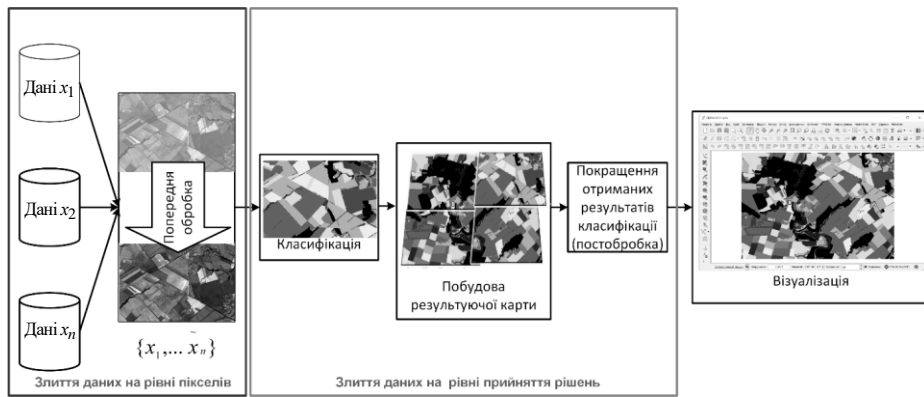 Дані x1
Дані x2
Дані xn
Попередня
обробка
{x1,... x̃n}
Злиття даних на рівні пікселів
Класифікація
Побудова
результуючої карти
Покращення
отриманих
результатів
класифікації
(постобробка)
Злиття даних на рівні прийняття рішень
Візуалізація